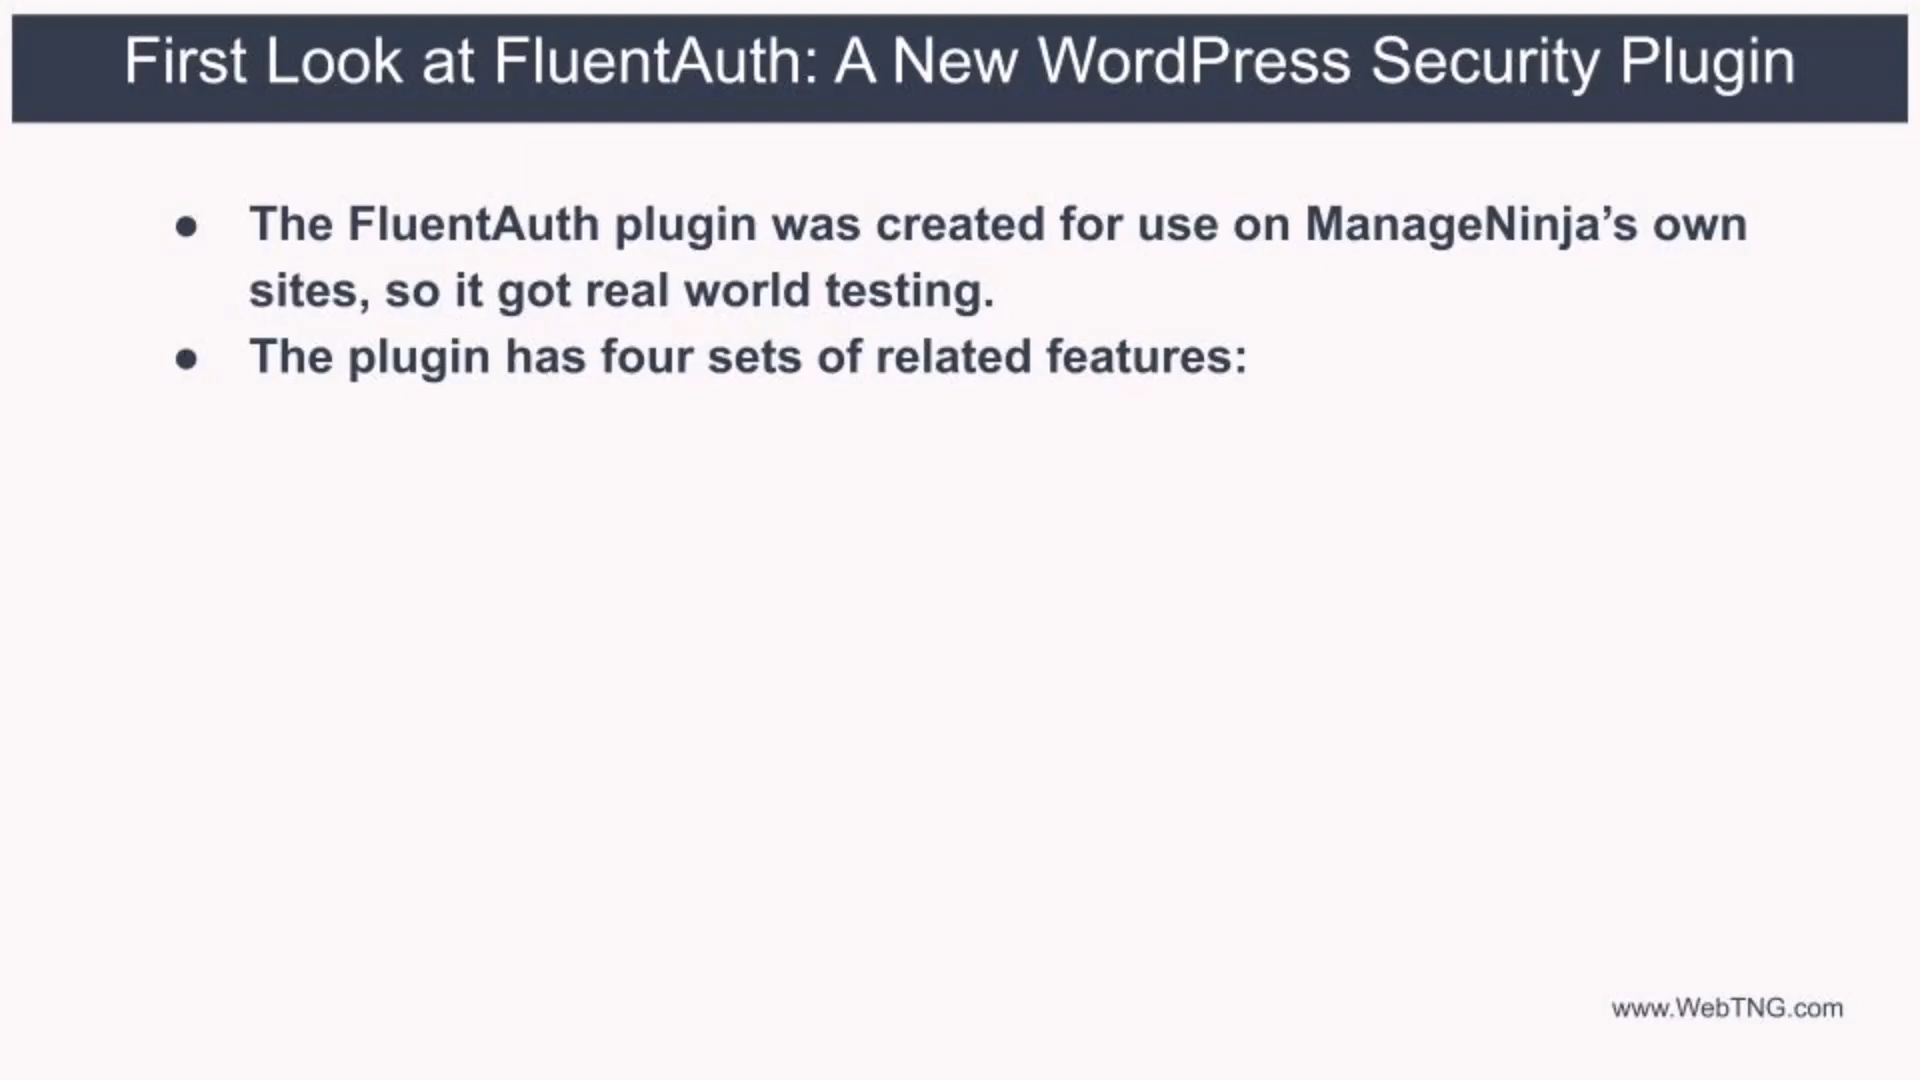 First Look at FluentAuth: A New WordPress Security Plugin
● The FluentAuth plugin was created for use on ManageNinja’s own
sites, so it got real world testing.
● The plugin has four sets of related features:
www.WebTNG.com